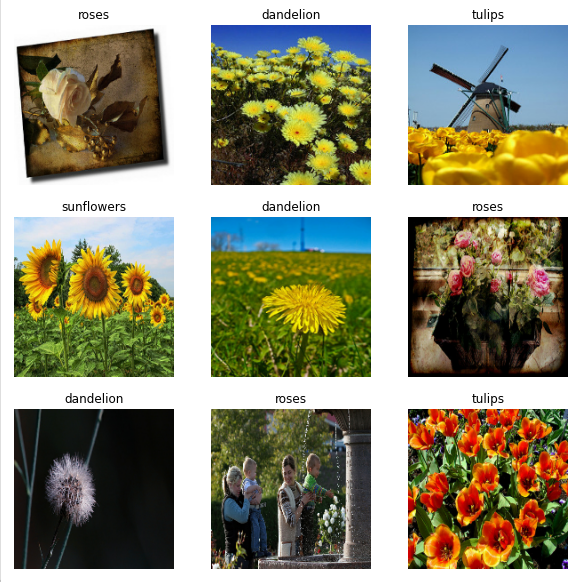 roses
dandelion
tulips
sunflowers
dandelion
roses
dandelion
roses
tulips